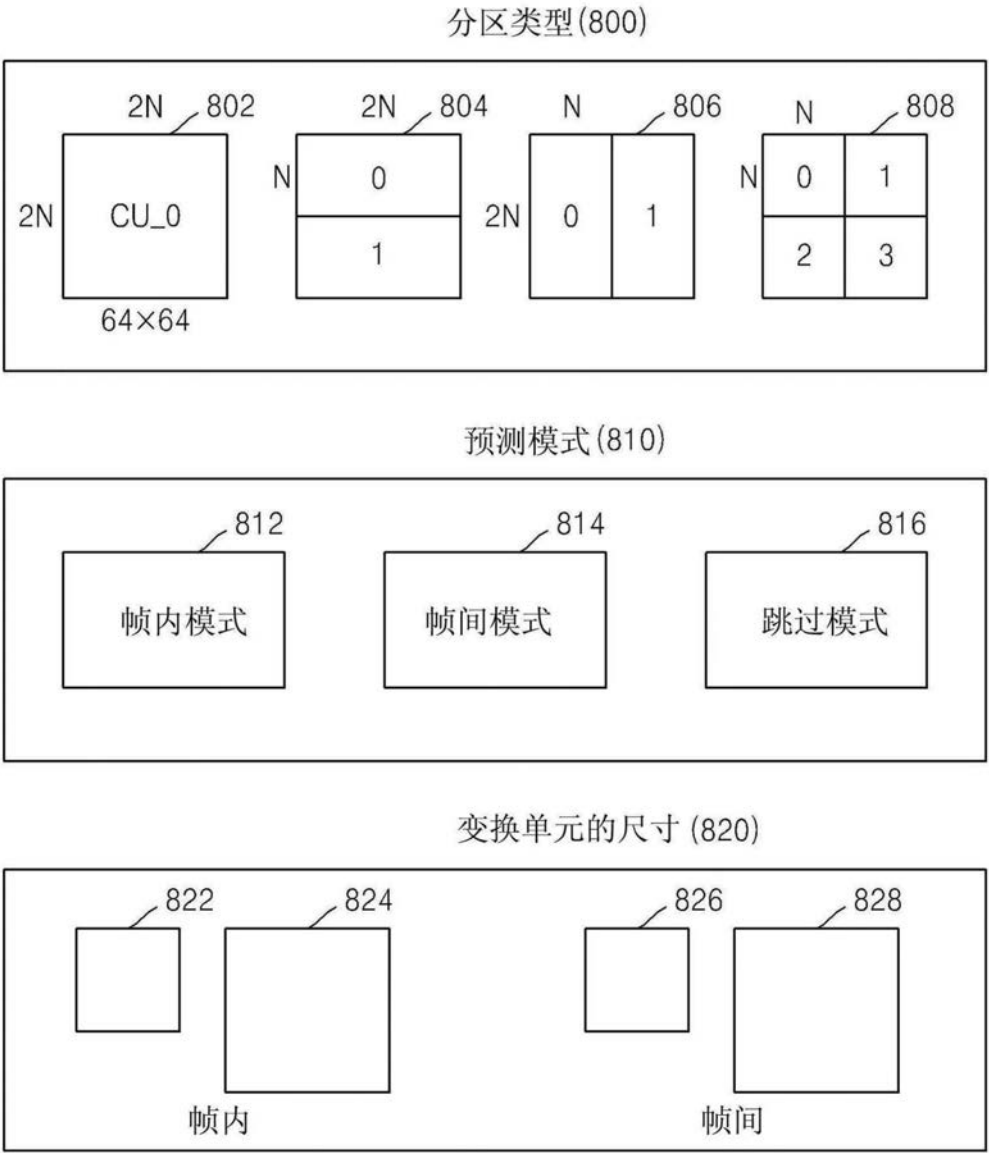 分区类型(800)
2N 802 2N 804 N 806 N 808
N 0 N 0 1
2N CU_0 2N 0 1
1 2 3
64×64
预测模式(810)
812 814 816
帧内模式 帧间模式 跳过模式
变换单元的尺寸(820)
822 824 826 828
帧内 帧间